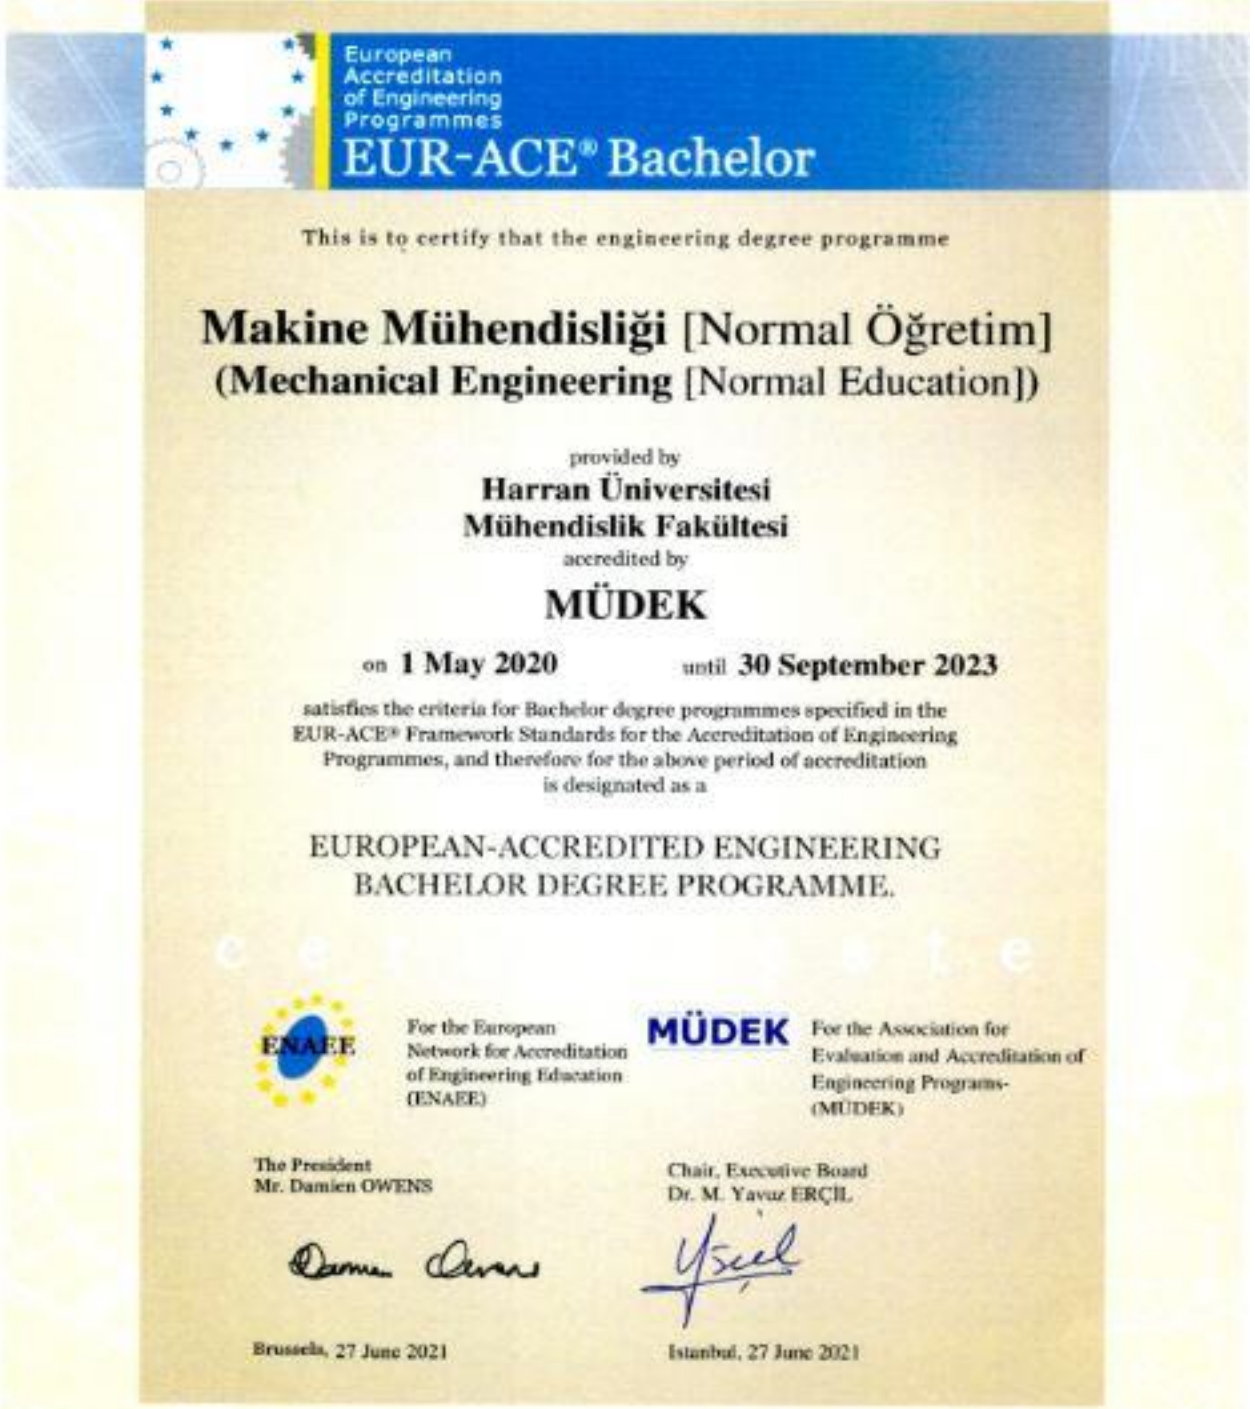 European
Accreditation
of Engineering
Programmes
EUR-ACE® Bachelor
This is to certify that the engineering degree programme
Makine Mühendisliği [Normal Öğretim]
(Mechanical Engineering [Normal Education])
provided by
Harran Üniversitesi
Mühendislik Fakültesi
accredited by
MÜDEK
on 1 May 2020 until 30 September 2023
satisfies the criteria for Bachelor degree programmes specified in the
EUR-ACE® Framework Standards for the Accreditation of Engineering
Programmes, and therefore for the above period of accreditation
is designated as a
EUROPEAN-ACCREDITED ENGINEERING
BACHELOR DEGREE PROGRAMME.
ENAEE
For the European
Network for Accreditation
of Engineering Education
(ENAEE)
MÜDEK
For the Association for
Evaluation and Accreditation of
Engineering Programs-
(MÜDEK)
The President
Mr. Damien OWENS
Chair, Executive Board
Dr. M. Yavuz ERÇİL
Damien Owens
Brussels, 27 June 2021
Istanbul, 27 June 2021